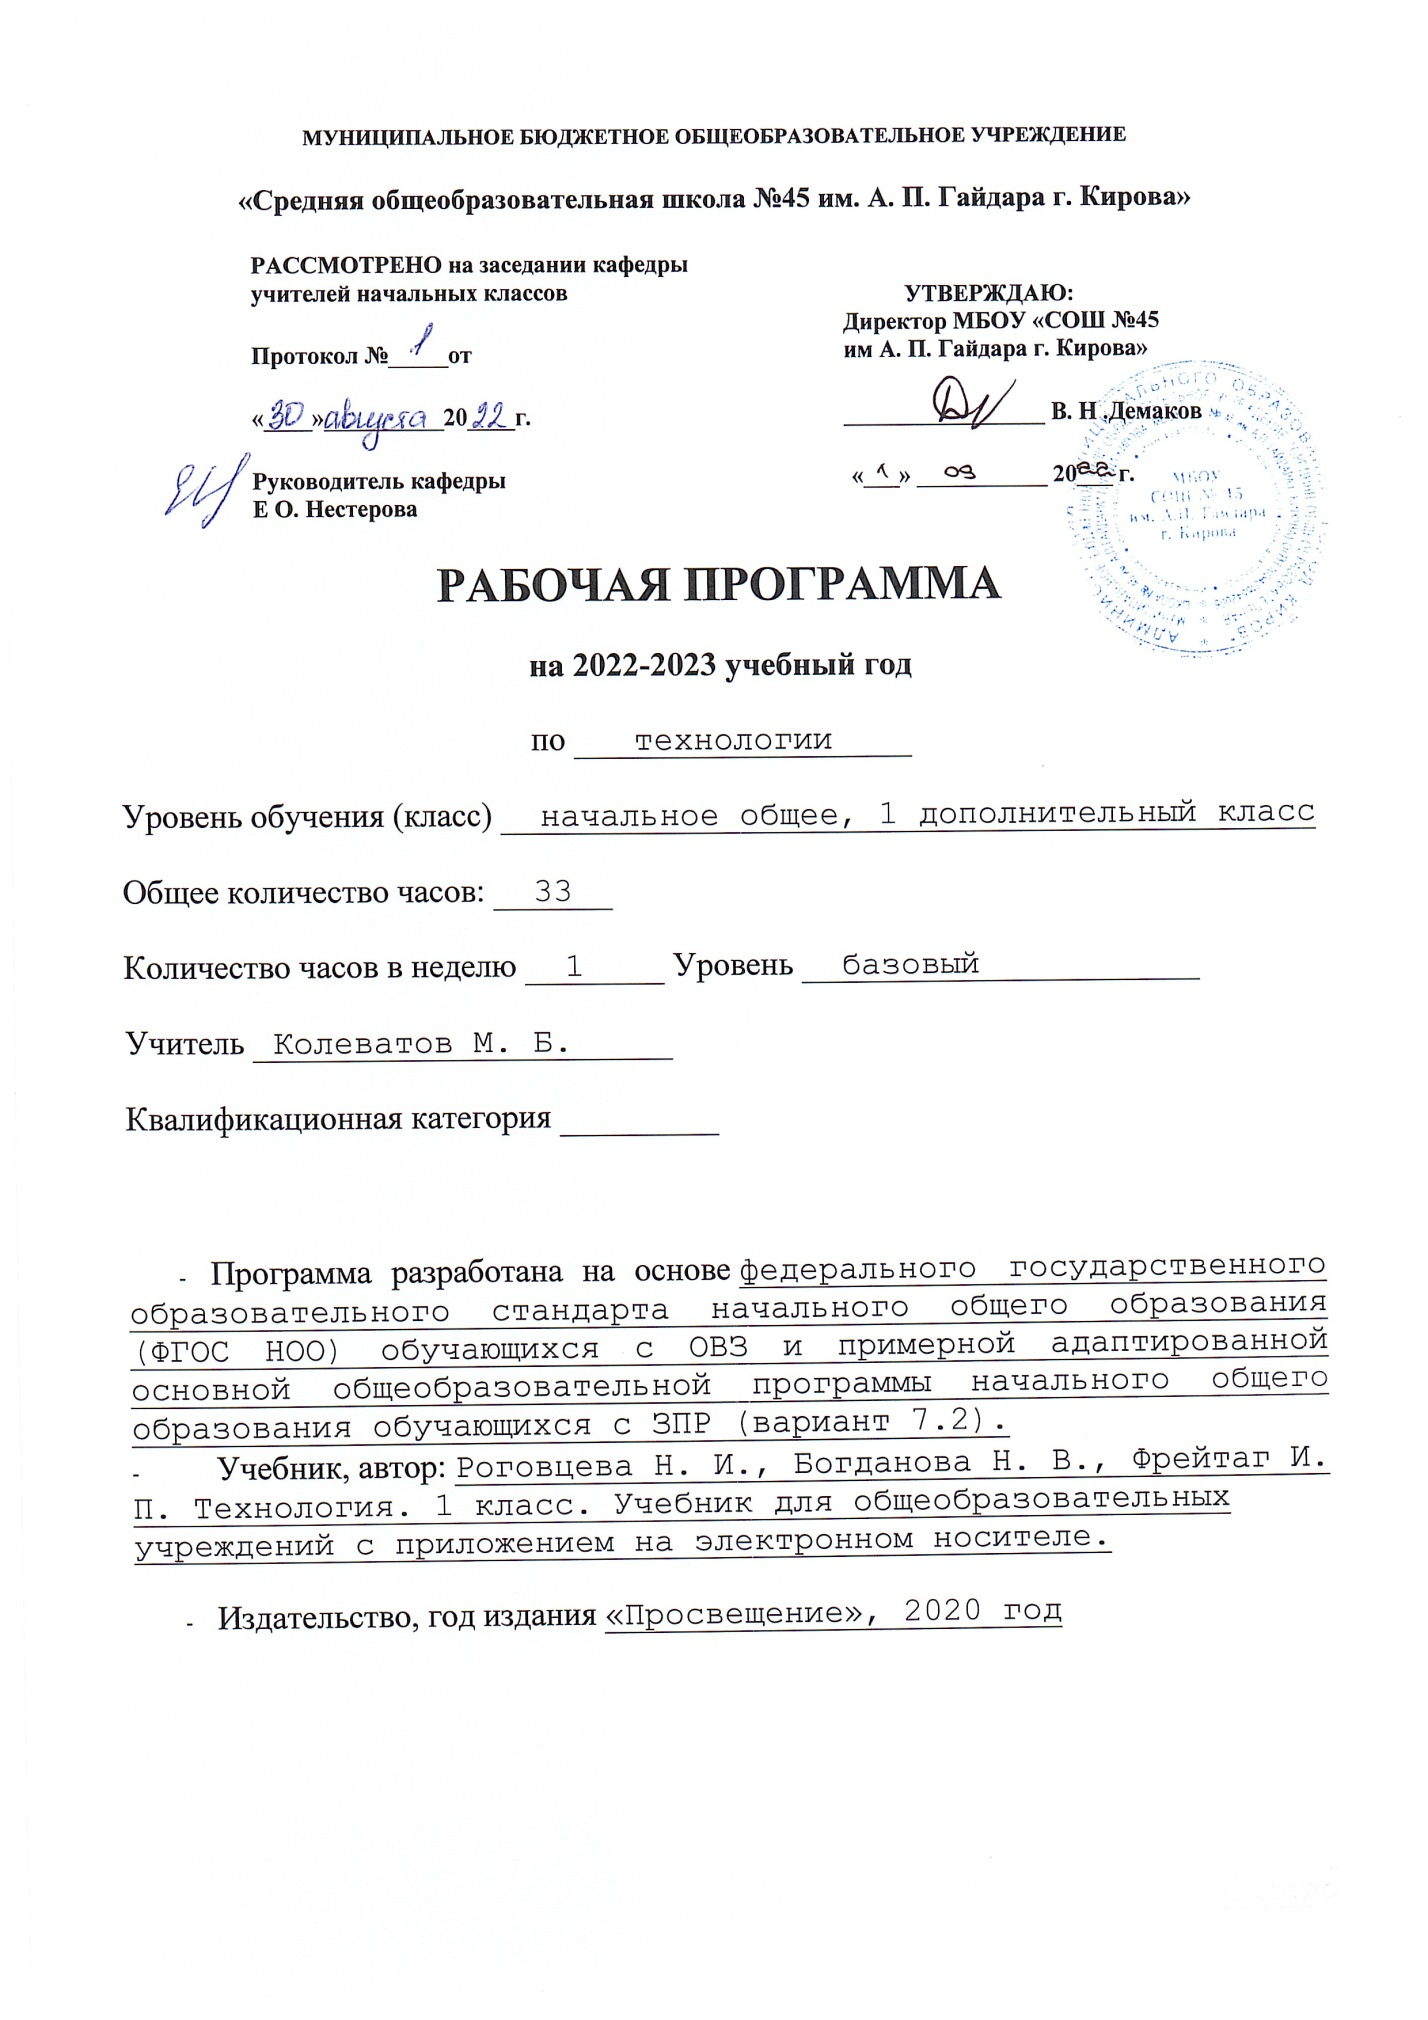 МУНИЦИПАЛЬНОЕ БЮДЖЕТНОЕ ОБЩЕОБРАЗОВАТЕЛЬНОЕ УЧРЕЖДЕНИЕ
«Средняя общеобразовательная школа №45 им. А. П. Гайдара г. Кирова»
РАССМОТРЕНО на заседании кафедры
учителей начальных классов
Протокол № 1 от
«30» августа 2022 г.
Руководитель кафедры
Е О. Нестерова
УТВЕРЖДАЮ:
Директор МБОУ «СОШ №45
им А. П. Гайдара г. Кирова»
В. Н .Демаков
«1» 09 2022 г.
МБОУ
СОШ № 45
им. А.П. Гайдара
г. Кирова
РАБОЧАЯ ПРОГРАММА
на 2022-2023 учебный год
по технологии
Уровень обучения (класс) начальное общее, 1 дополнительный класс
Общее количество часов: 33
Количество часов в неделю 1 Уровень базовый
Учитель Колеватов М. Б.
Квалификационная категория
- Программа разработана на основе федерального государственного
образовательного стандарта начального общего образования
(ФГОС НОО) обучающихся с ОВЗ и примерной адаптированной
основной общеобразовательной программы начального общего
образования обучающихся с ЗПР (вариант 7.2).
- Учебник, автор: Роговцева Н. И., Богданова Н. В., Фрейтаг И.
П. Технология. 1 класс. Учебник для общеобразовательных
учреждений с приложением на электронном носителе.
- Издательство, год издания «Просвещение», 2020 год